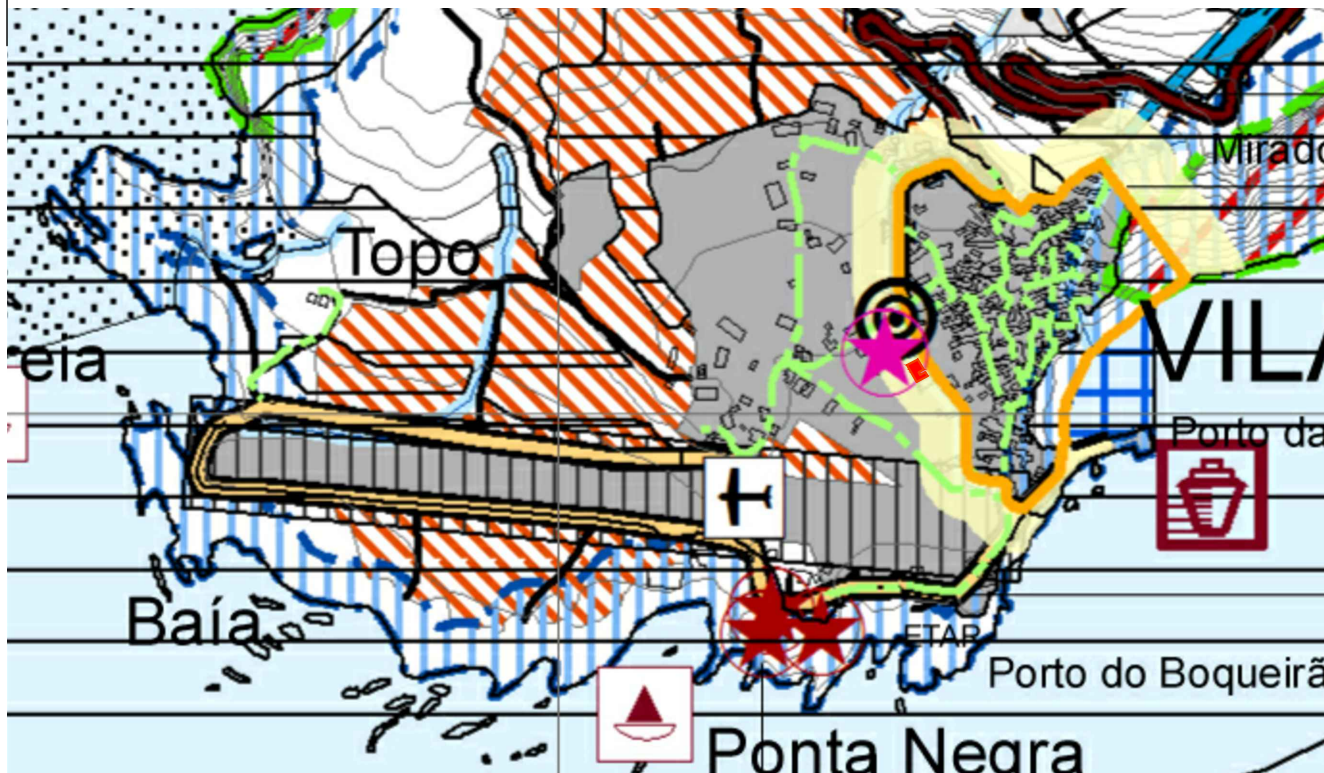 Mirado
Topo
VILA
eia
Porto da
Baía
ETAR
Porto do Boqueirã
Ponta Negra